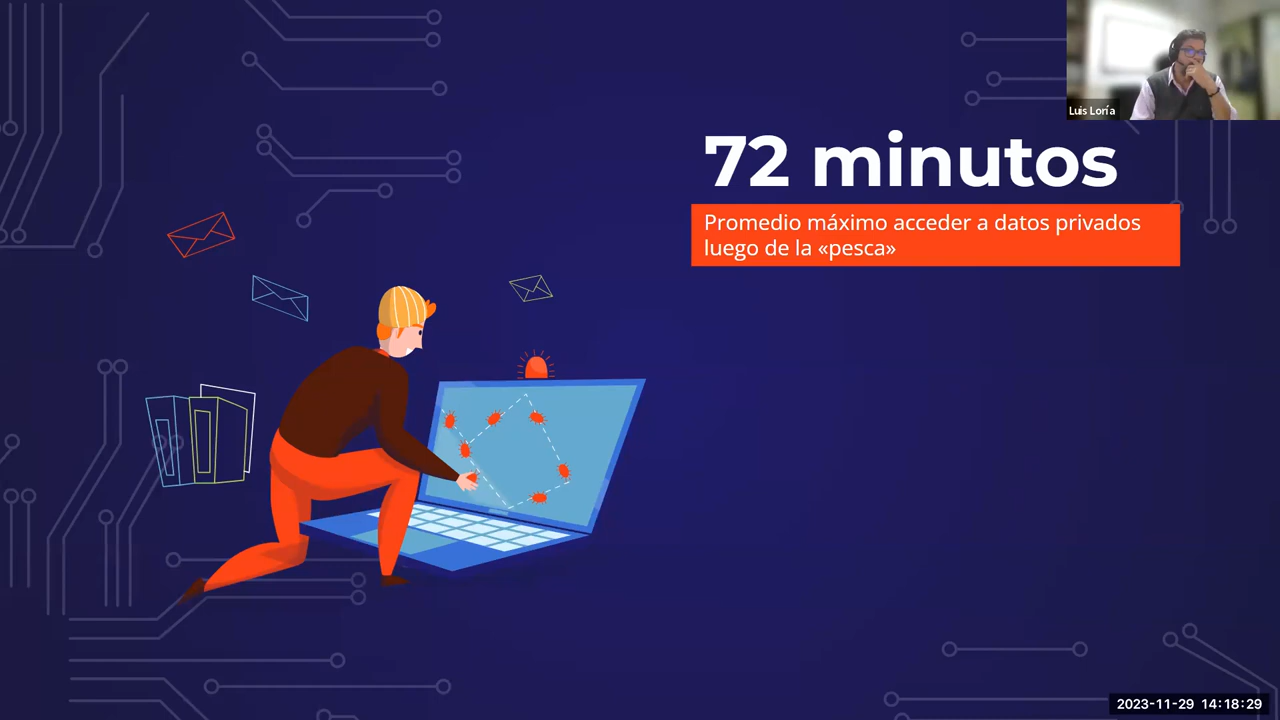 Luis Loría
72 minutos
Promedio máximo acceder a datos privados
luego de la «pesca»
2023-11-29 14:18:29